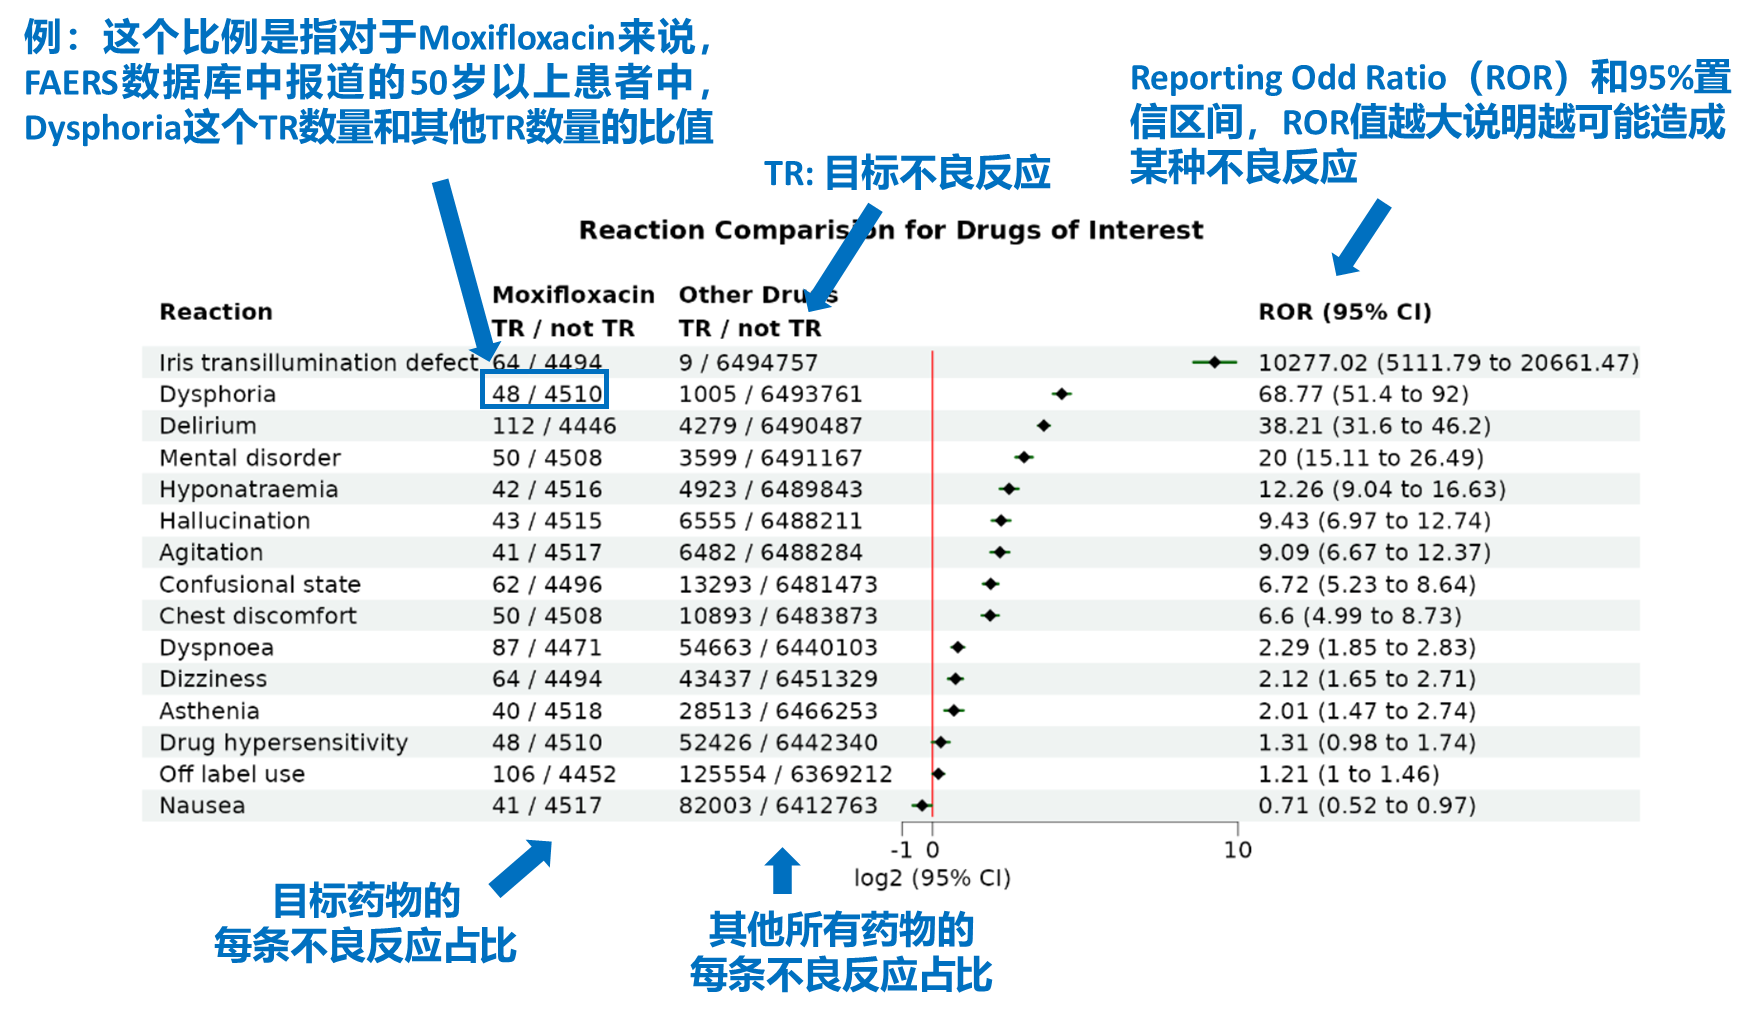 例：这个比例是指对于Moxifloxacin来说，
FAERS数据库中报道的50岁以上患者中，
Dysphoria这个TR数量和其他TR数量的比值
TR: 目标不良反应
Reporting Odd Ratio（ROR）和95%置
信区间，ROR值越大说明越可能造成
某种不良反应
Reaction Comparision for Drugs of Interest
Reaction
Moxifloxacin
TR / not TR
Other Drugs
TR / not TR
ROR (95% CI)
Iris transillumination defect 64 / 4494 9 / 6494757 10277.02 (5111.79 to 20661.47)
Dysphoria 48 / 4510 1005 / 6493761 68.77 (51.4 to 92)
Delirium 112 / 4446 4279 / 6490487 38.21 (31.6 to 46.2)
Mental disorder 50 / 4508 3599 / 6491167 20 (15.11 to 26.49)
Hyponatraemia 42 / 4516 4923 / 6489843 12.26 (9.04 to 16.63)
Hallucination 43 / 4515 6555 / 6488211 9.43 (6.97 to 12.74)
Agitation 41 / 4517 6482 / 6488284 9.09 (6.67 to 12.37)
Confusional state 62 / 4496 13293 / 6481473 6.72 (5.23 to 8.64)
Chest discomfort 50 / 4508 10893 / 6483873 6.6 (4.99 to 8.73)
Dyspnoea 87 / 4471 54663 / 6440103 2.29 (1.85 to 2.83)
Dizziness 64 / 4494 43437 / 6451329 2.12 (1.65 to 2.71)
Asthenia 40 / 4518 28513 / 6466253 2.01 (1.47 to 2.74)
Drug hypersensitivity 48 / 4510 52426 / 6442340 1.31 (0.98 to 1.74)
Off label use 106 / 4452 125554 / 6369212 1.21 (1 to 1.46)
Nausea 41 / 4517 82003 / 6412763 0.71 (0.52 to 0.97)
-1 0 10
log2 (95% CI)
目标药物的
每条不良反应占比
其他所有药物的
每条不良反应占比